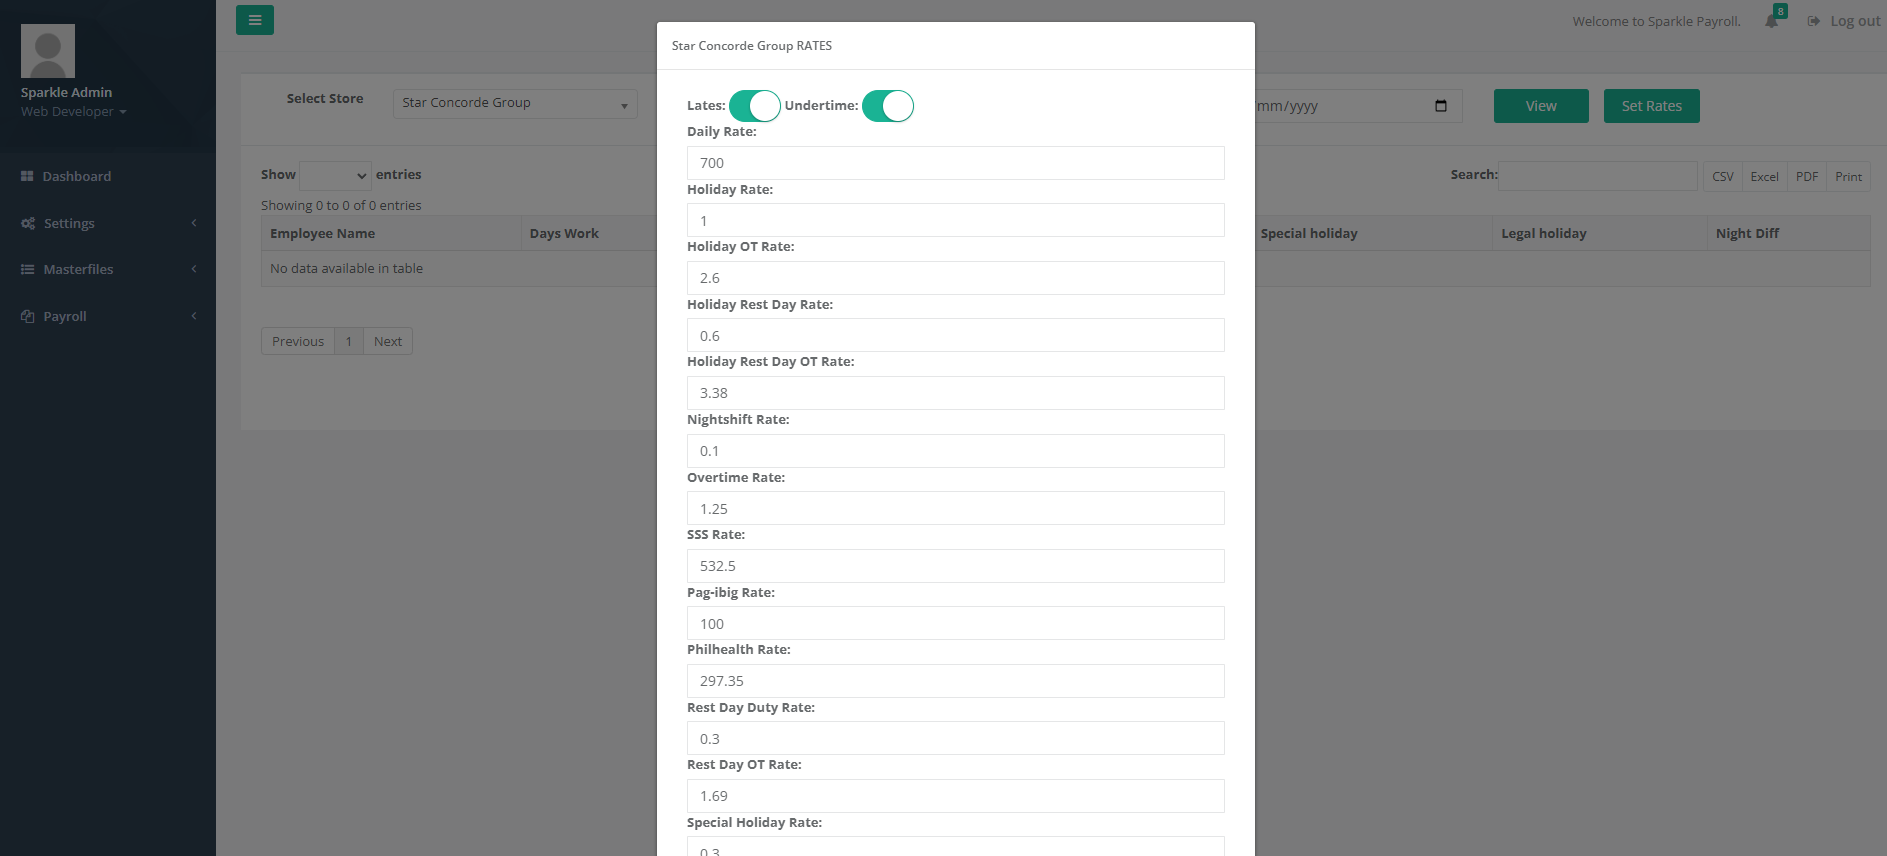 Sparkle Admin
Web Developer
Dashboard
Settings
Masterfiles
Payroll
Welcome to Sparkle Payroll.
8
Log out
Select Store
Star Concorde Group
/mm/yyyy
View
Set Rates
Show entries
Search:
CSV Excel PDF Print
Showing 0 to 0 of 0 entries
Employee Name Days Work Special holiday Legal holiday Night Diff
No data available in table
Previous 1 Next
Star Concorde Group RATES
Lates: Undertime:
Daily Rate:
700
Holiday Rate:
1
Holiday OT Rate:
2.6
Holiday Rest Day Rate:
0.6
Holiday Rest Day OT Rate:
3.38
Nightshift Rate:
0.1
Overtime Rate:
1.25
SSS Rate:
532.5
Pag-ibig Rate:
100
Philhealth Rate:
297.35
Rest Day Duty Rate:
0.3
Rest Day OT Rate:
1.69
Special Holiday Rate:
0.3